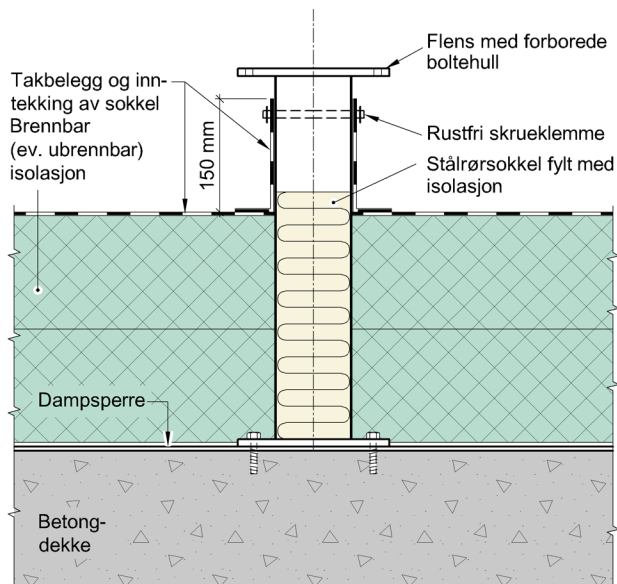 Flens med forborede
boltehull
Takbelegg og inn-
tekking av sokkel
Brennbar
(ev. ubrennbar)
isolasjon
150 mm
Rustfri skrueklemme
Stålrørsokkel fylt med
isolasjon
Dampsperre
Betong-
dekke